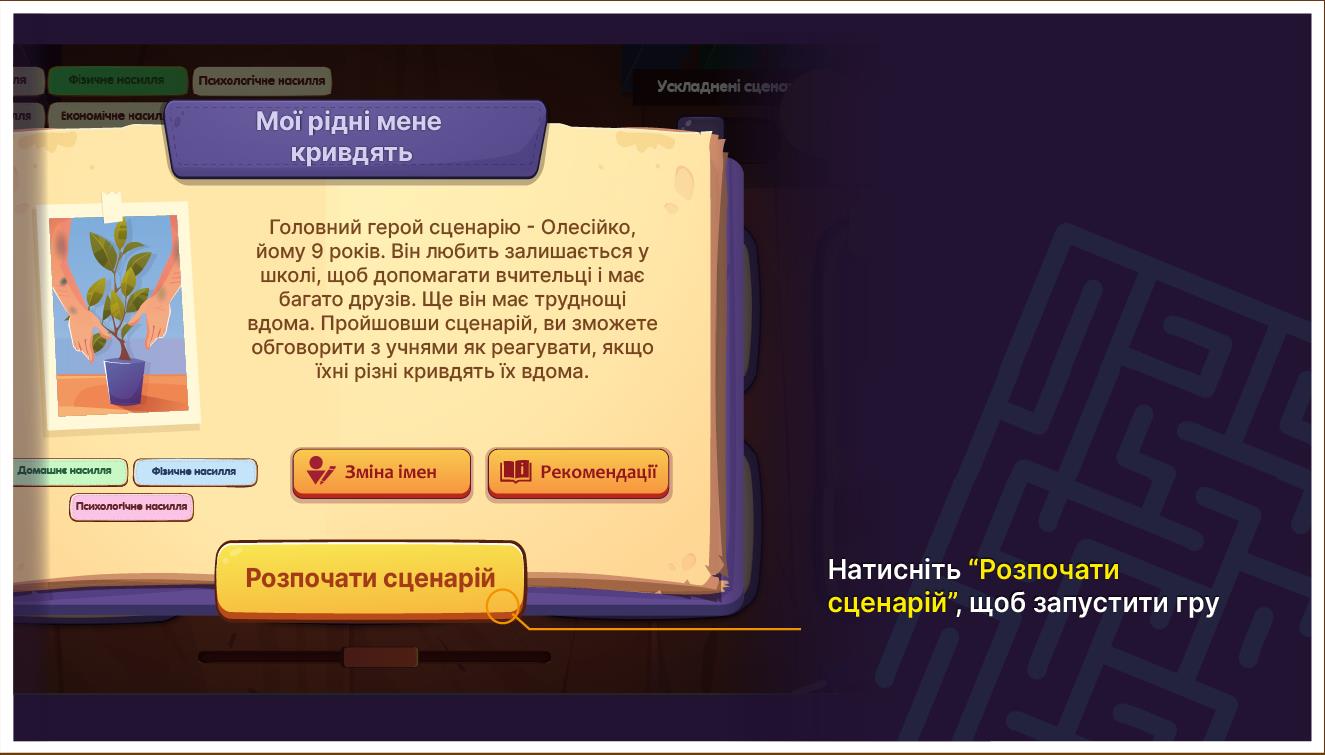 Фізичне насилля
Психологічне насилля
Ускладнені
Економічне
Мої рідні мене
кривдять
Головний герой сценарію - Олесійко,
йому 9 років. Він любить залишається у
школі, щоб допомагати вчительці і має
багато друзів. Ще він має труднощі
вдома. Пройшовши сценарій, ви зможете
обговорити з учнями як реагувати, якщо
їхні різні кривдять їх вдома.
Домашнє насилля
Фізичне насилля
Психологічне насилля
Зміна імен
Рекомендації
Розпочати сценарій
Натисніть “Розпочати
сценарій”, щоб запустити гру